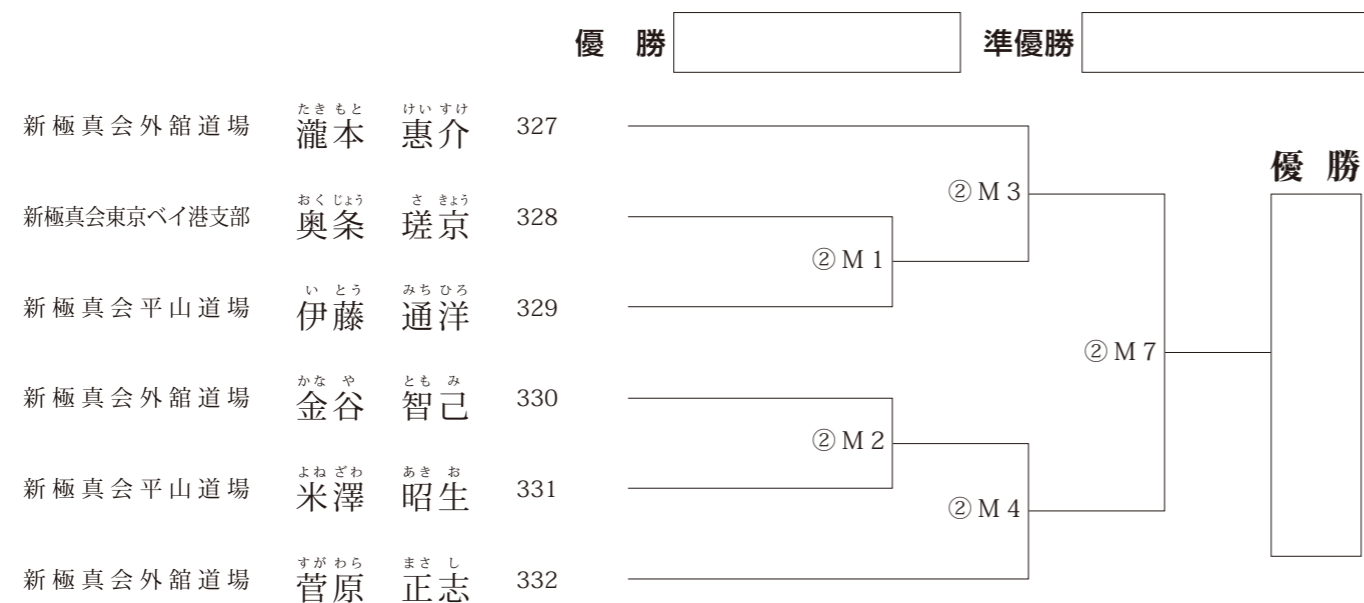 優 勝 準優勝
たきもと けいすけ
新極真会外舘道場 瀧本 惠介 327
優 勝
②M3
おくじょう さきょう
新極真会東京ベイ港支部 奥条 瑳京 328
②M1
いとう みちひろ
新極真会平山道場 伊藤 通洋 329
②M7
かなや ともみ
新極真会外舘道場 金谷 智己 330
②M2
よねざわ あきお
新極真会平山道場 米澤 昭生 331
②M4
すがわら まさし
新極真会外舘道場 菅原 正志 332